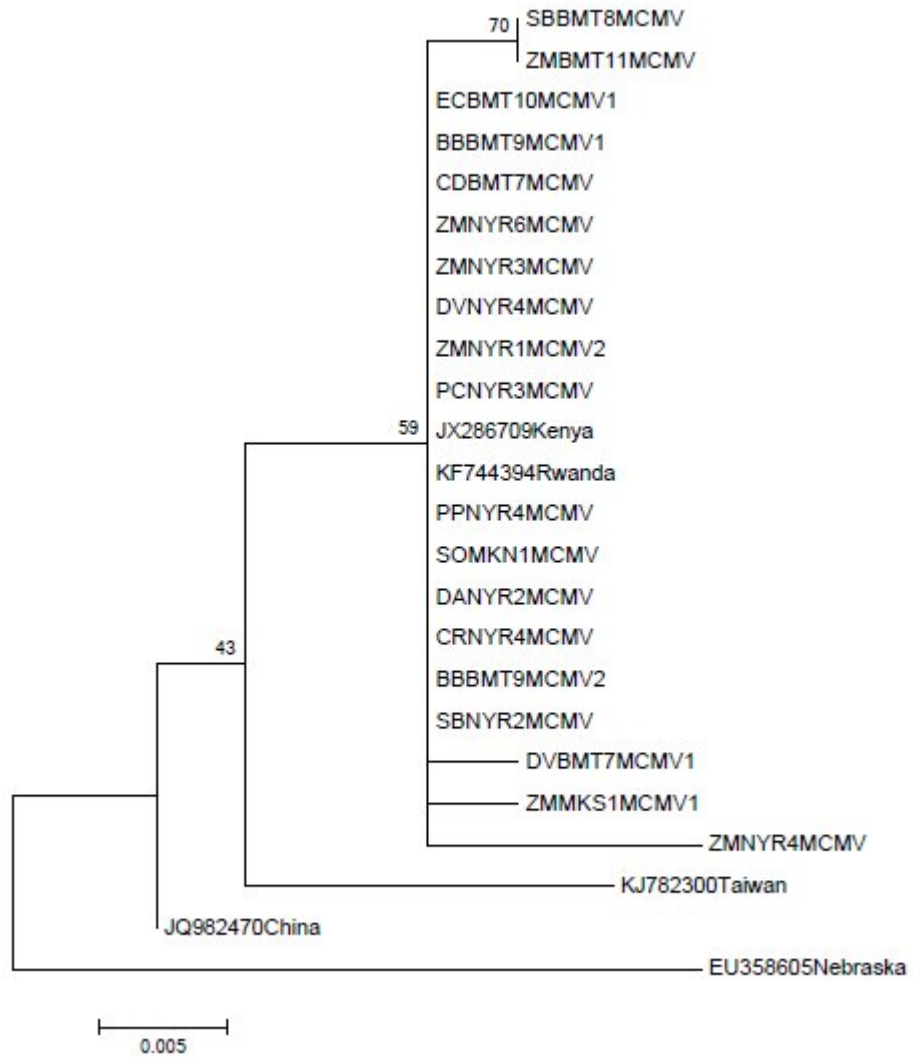 70
SBBMT8MCMV
ZMBMT11MCMV
ECBMT10MCMV1
BBBMT9MCMV1
CDBMT7MCMV
ZMNYR6MCMV
ZMNYR3MCMV
DVNYR4MCMV
ZMNYR1MCMV2
PCNYR3MCMV
59
JX286709Kenya
KF744394Rwanda
PPNYR4MCMV
SOMKN1MCMV
DANYR2MCMV
CRNYR4MCMV
43
BBBMT9MCMV2
SBNYR2MCMV
DVBMT7MCMV1
ZMMKS1MCMV1
ZMNYR4MCMV
KJ782300Taiwan
JQ982470China
EU358605Nebraska
0.005